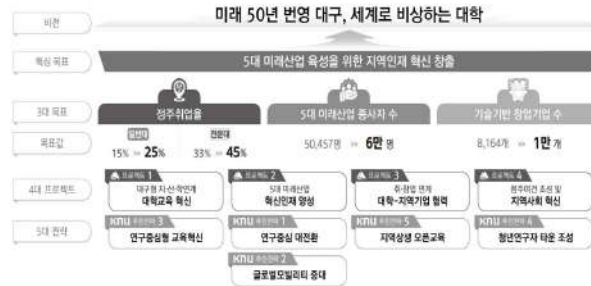 비전
미래 50년 번영 대구, 세계로 비상하는 대학
핵심 목표
5대 미래산업 육성을 위한 지역인재 혁신 창출
3대 목표
정주취업율
5대 미래산업 종사자 수
기술기반 창업기업 수
목표값
일반대
15% 25%
전문대
33% 45%
50,457명 6만 명
8,164개 1만 개
4대 프로젝트
프로젝트 1
대구형 지·산·학연계
대학교육 혁신
프로젝트 2
5대 미래산업
혁신인재 양성
프로젝트 3
취·창업 연계
대학-지역기업 협력
프로젝트 4
정주여건 조성 및
지역사회 혁신
5대 전략
KNU 추진전략 3
연구중심형 교육혁신
KNU 추진전략 1
연구중심 대전환
KNU 추진전략 5
지역상생 오픈교육
KNU 추진전략 4
청년연구자 타운 조성
KNU 추진전략 2
글로벌모빌리티 증대